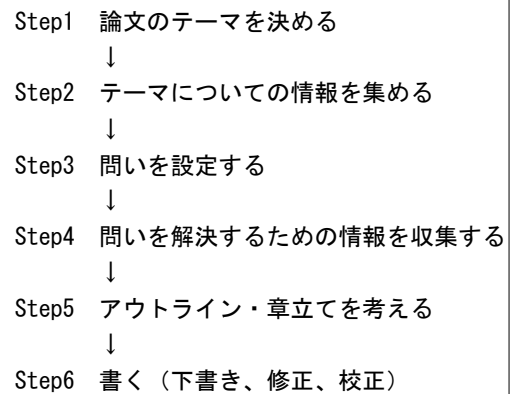 Step1　論文のテーマを決める
↓
Step2　テーマについての情報を集める
↓
Step3　問いを設定する
↓
Step4　問いを解決するための情報を収集する
↓
Step5　アウトライン・章立てを考える
↓
Step6　書く（下書き、修正、校正）